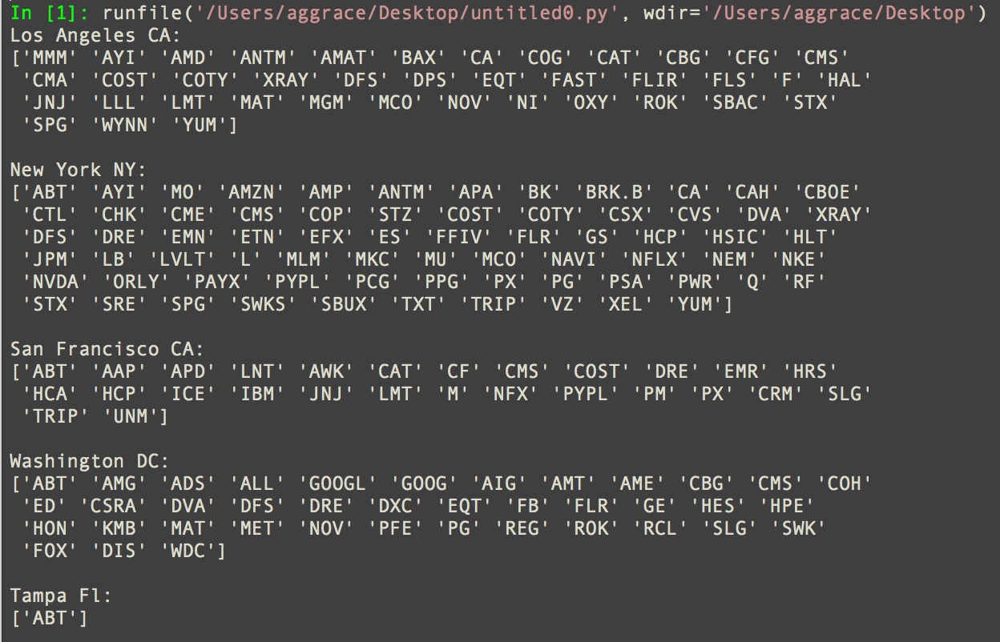 In [1]: runfile('/Users/aggrace/Desktop/untitled0.py', wdir='/Users/aggrace/Desktop')
Los Angeles CA:
['MMM' 'AYI' 'AMD' 'ANTM' 'AMAT' 'BAX' 'CA' 'COG' 'CAT' 'CBG' 'CFG' 'CMS'
'CMA' 'COST' 'COTY' 'XRAY' 'DFS' 'DPS' 'EQT' 'FAST' 'FLIR' 'FLS' 'F' 'HAL'
'JNJ' 'LLL' 'LMT' 'MAT' 'MGM' 'MCO' 'NOV' 'NI' 'OXY' 'ROK' 'SBAC' 'STX'
'SPG' 'WYNN' 'YUM']
New York NY:
['ABT' 'AYI' 'MO' 'AMZN' 'AMP' 'ANTM' 'APA' 'BK' 'BRK.B' 'CA' 'CAH' 'CBOE'
'CTL' 'CHK' 'CME' 'CMS' 'COP' 'STZ' 'COST' 'COTY' 'CSX' 'CVS' 'DVA' 'XRAY'
'DFS' 'DRE' 'EMN' 'ETN' 'EFX' 'ES' 'FFIV' 'FLR' 'GS' 'HCP' 'HSIC' 'HLT'
'JPM' 'LB' 'LVLT' 'L' 'MLM' 'MKC' 'MU' 'MCO' 'NAVI' 'NFLX' 'NEM' 'NKE'
'NVDA' 'ORLY' 'PAYX' 'PYPL' 'PCG' 'PPG' 'PX' 'PG' 'PSA' 'PWR' 'Q' 'RF'
'STX' 'SRE' 'SPG' 'SWKS' 'SBUX' 'TXT' 'TRIP' 'VZ' 'XEL' 'YUM']
San Francisco CA:
['ABT' 'AAP' 'APD' 'LNT' 'AWK' 'CAT' 'CF' 'CMS' 'COST' 'DRE' 'EMR' 'HRS'
'HCA' 'HCP' 'ICE' 'IBM' 'JNJ' 'LMT' 'M' 'NFX' 'PYPL' 'PM' 'PX' 'CRM' 'SLG'
'TRIP' 'UNM']
Washington DC:
['ABT' 'AMG' 'ADS' 'ALL' 'GOOGL' 'GOOG' 'AIG' 'AMT' 'AME' 'CBG' 'CMS' 'COH'
'ED' 'CSRA' 'DVA' 'DFS' 'DRE' 'DXC' 'EQT' 'FB' 'FLR' 'GE' 'HES' 'HPE'
'HON' 'KMB' 'MAT' 'MET' 'NOV' 'PFE' 'PG' 'REG' 'ROK' 'RCL' 'SLG' 'SWK'
'FOX' 'DIS' 'WDC']
Tampa Fl:
['ABT']